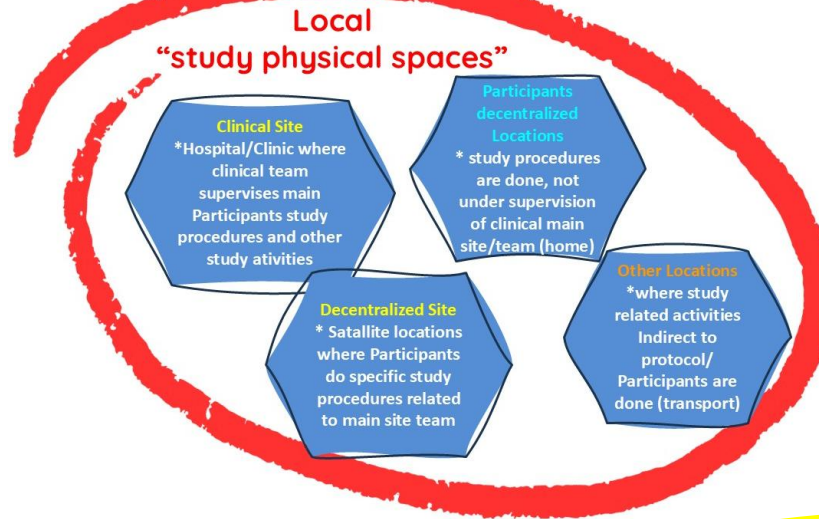 Local
“study physical spaces”
Clinical Site
*Hospital/Clinic where
clinical team
supervises main
Participants study
procedures and other
study ativities
Participants
decentralized
Locations
* study procedures
are done, not
under supervision
of clinical main
site/team (home)
Decentralized Site
* Satallite locations
where Participants
do specific study
procedures related
to main site team
Other Locations
*where study
related activities
Indirect to
protocol/
Participants are
done (transport)